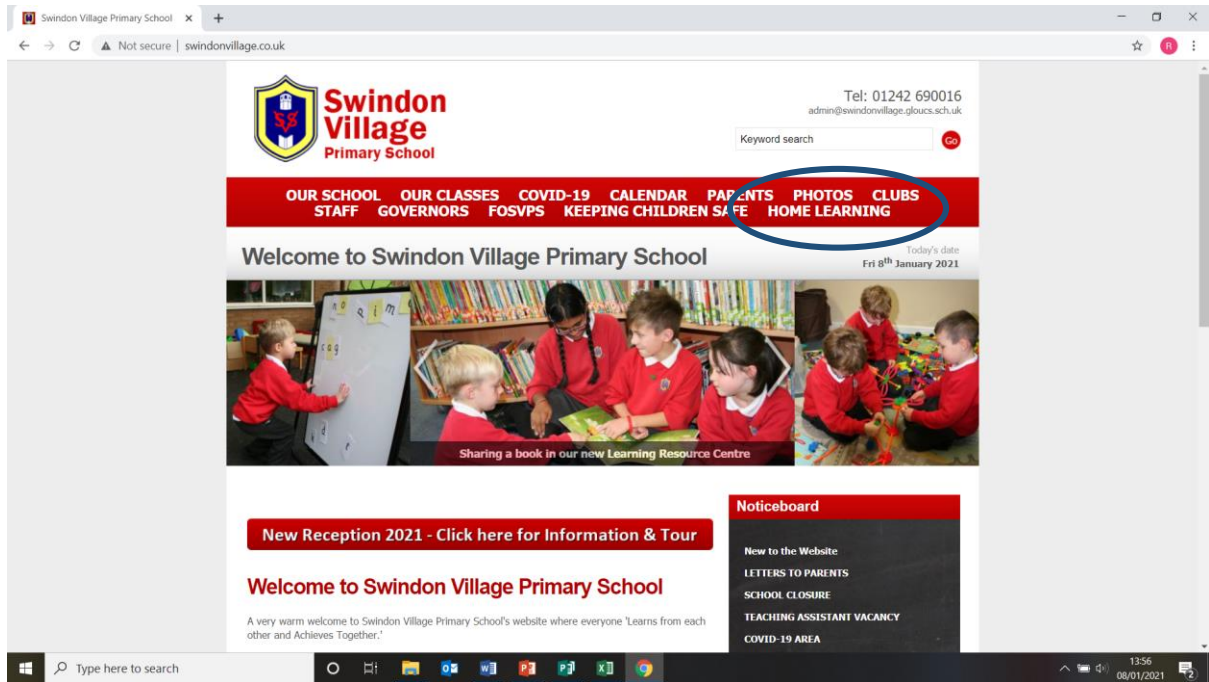 Swindon Village Primary School
Not secure | swindonvillage.co.uk
R
SVS
Swindon
Village
Primary School
Tel: 01242 690016
admin@swindonvillage.gloucs.sch.uk
Keyword search
Go
OUR SCHOOL OUR CLASSES COVID-19 CALENDAR PARENTS PHOTOS CLUBS
STAFF GOVERNORS FOSVPS KEEPING CHILDREN SAFE HOME LEARNING
Welcome to Swindon Village Primary School
Today's date
Fri 8th January 2021
Sharing a book in our new Learning Resource Centre
New Reception 2021 - Click here for Information & Tour
Welcome to Swindon Village Primary School
A very warm welcome to Swindon Village Primary School's website where everyone 'Learns from each
other and Achieves Together.'
Noticeboard
New to the Website
LETTERS TO PARENTS
SCHOOL CLOSURE
TEACHING ASSISTANT VACANCY
COVID-19 AREA
Type here to search
13:56
08/01/2021
2